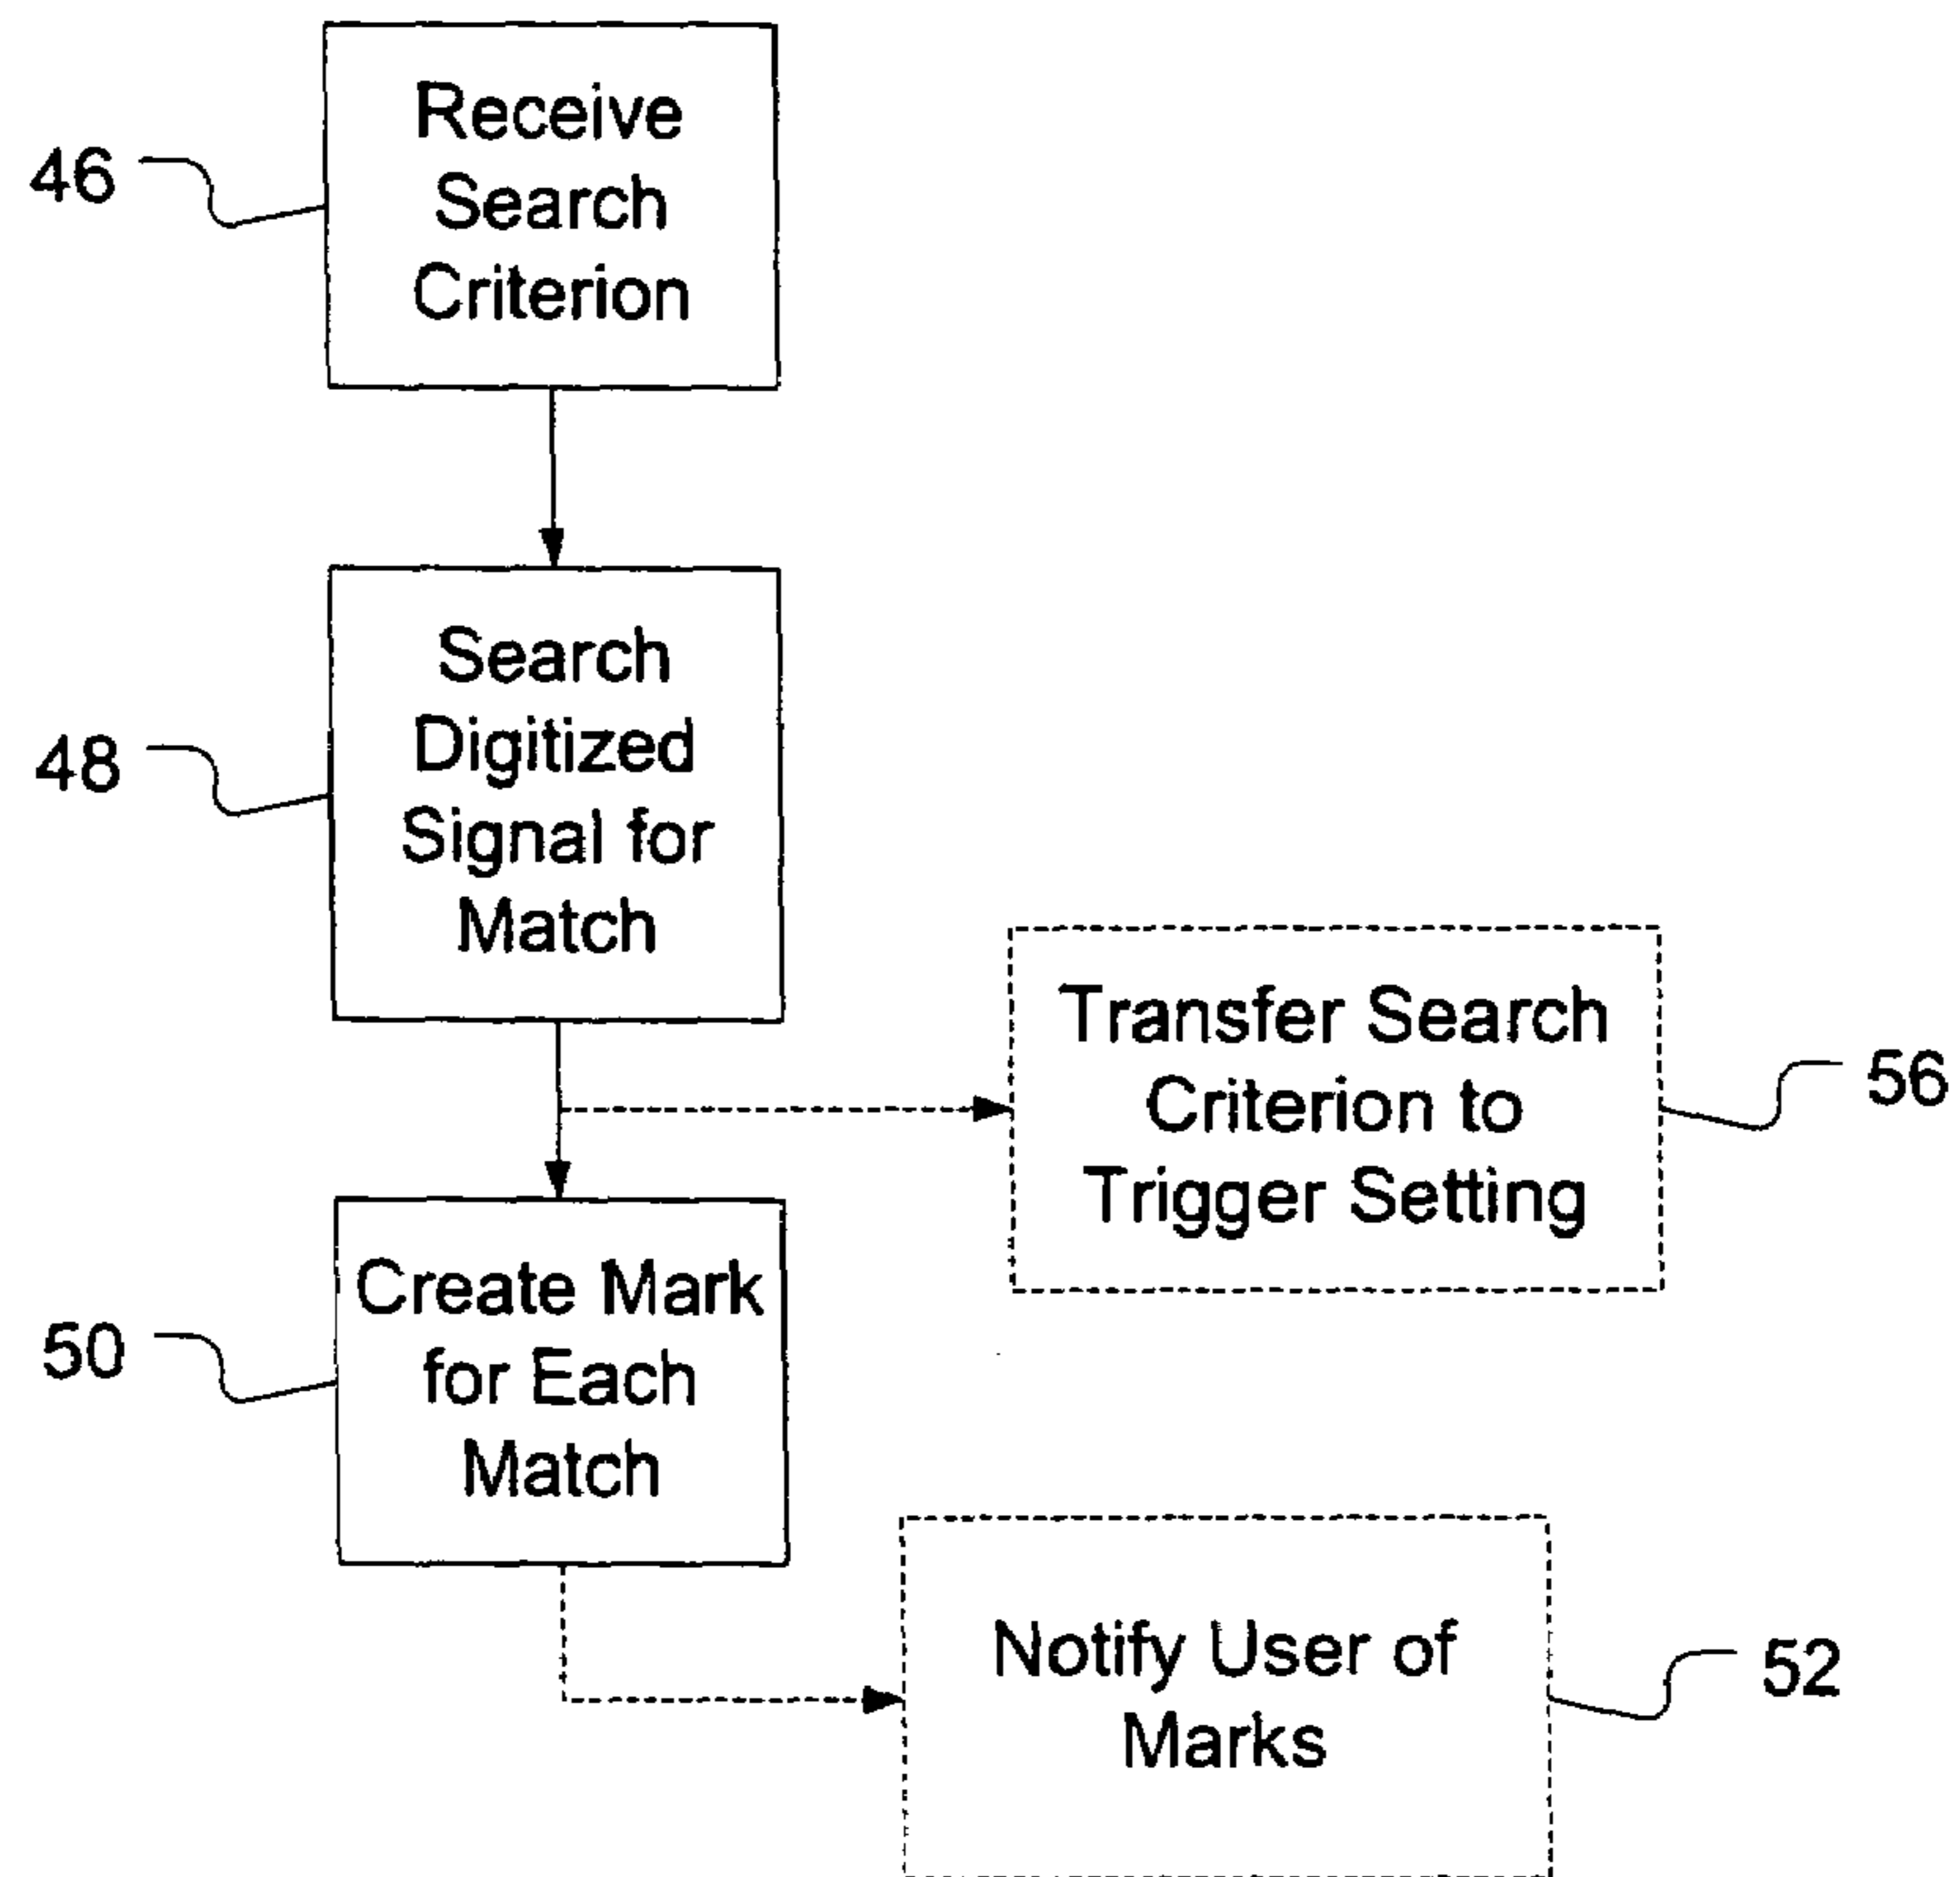 46
Receive
Search
Criterion
48
Search
Digitized
Signal for
Match
Transfer Search
Criterion to
Trigger Setting
56
50
Create Mark
for Each
Match
Notify User of
Marks
52